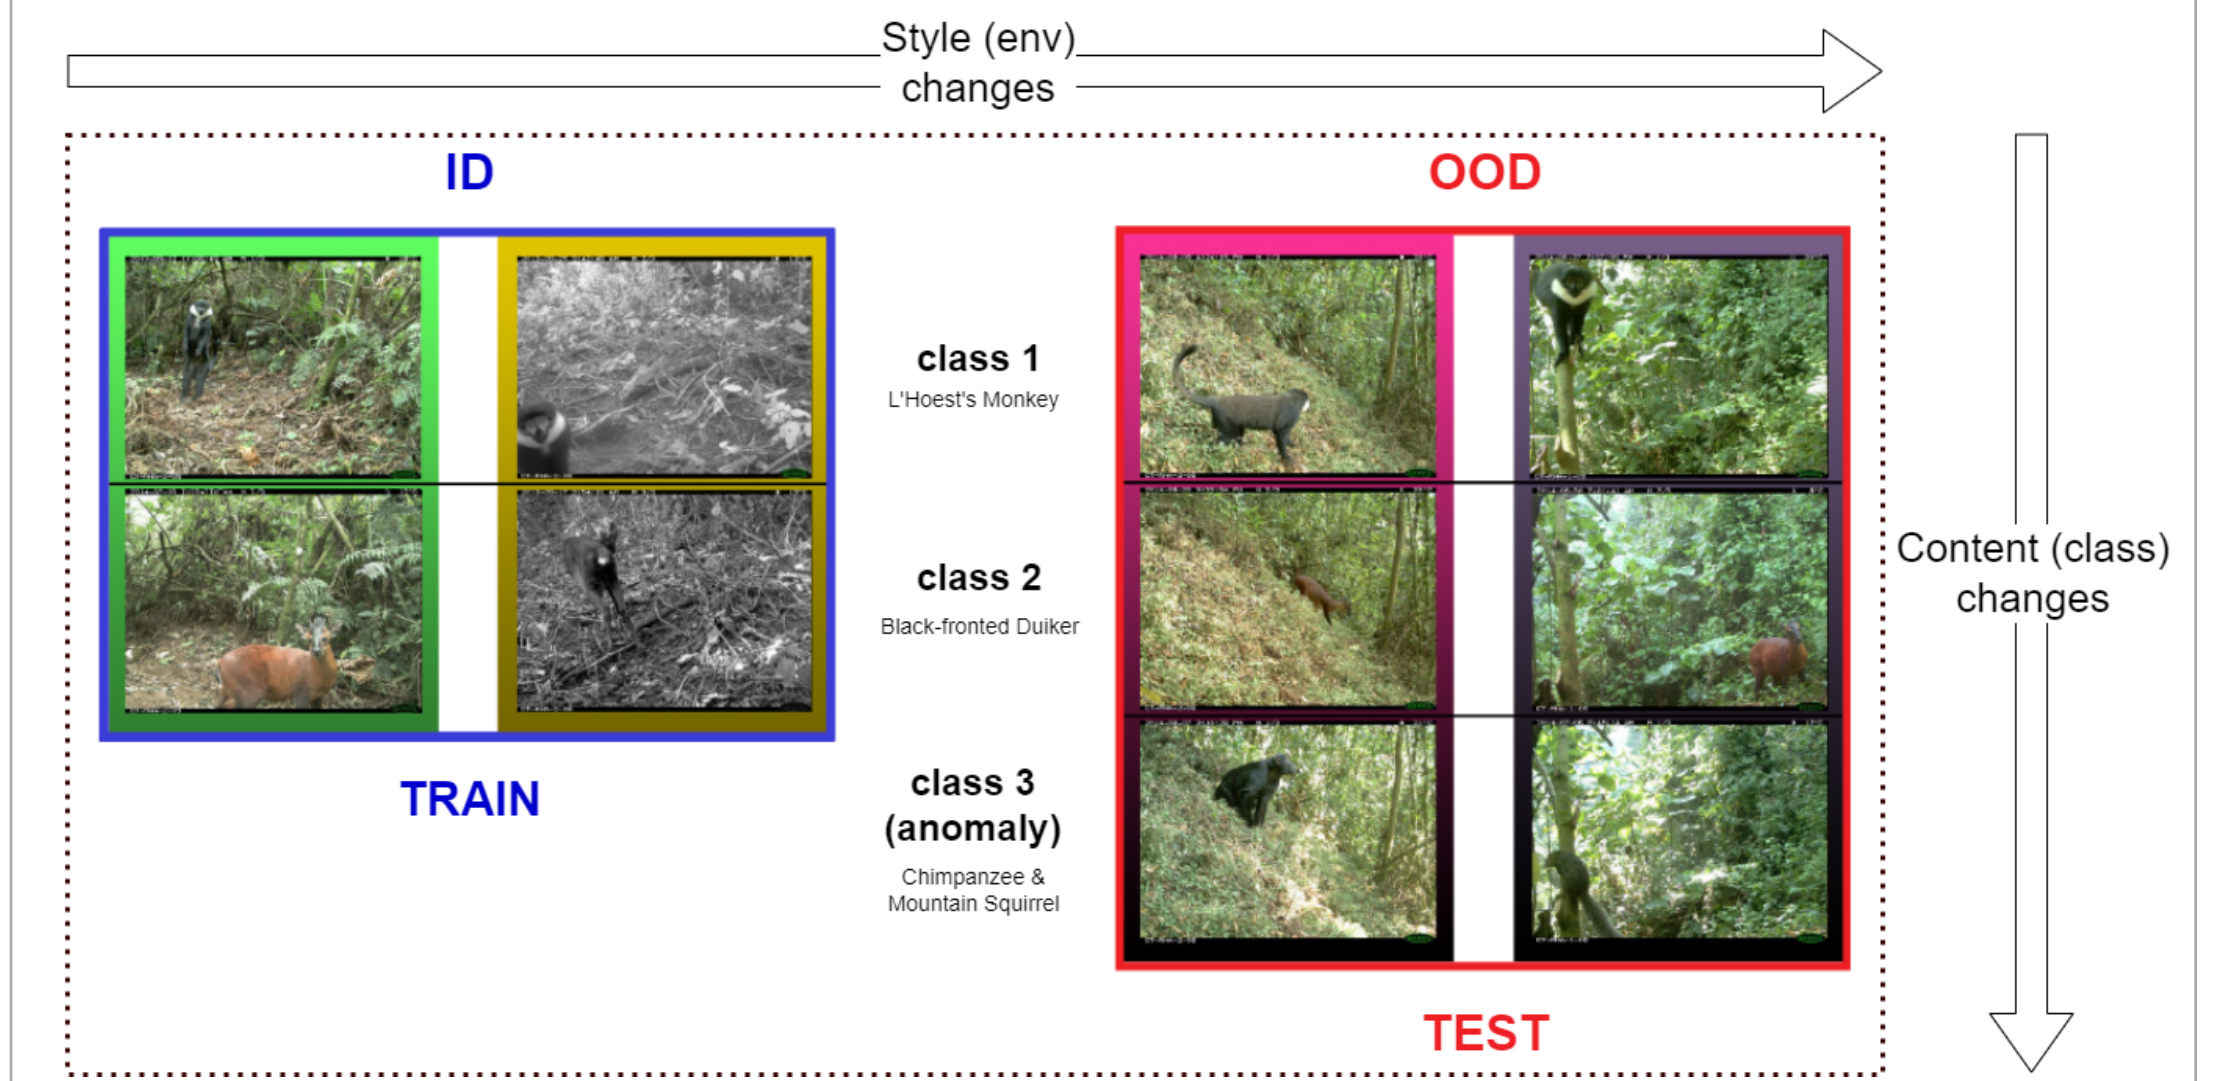 Style (env)
changes
ID
OOD
class 1
L'Hoest's Monkey
class 2
Black-fronted Duiker
Content (class)
changes
class 3
(anomaly)
Chimpanzee &
Mountain Squirrel
TRAIN
TEST